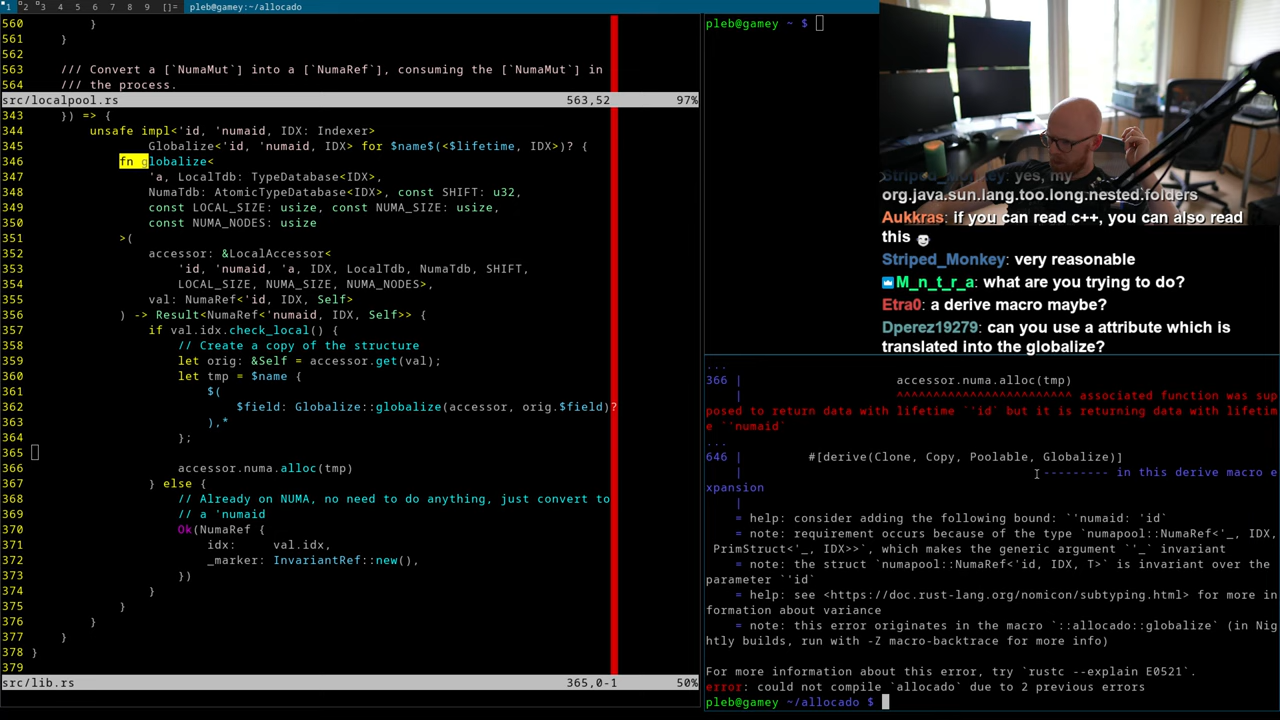 1 2 3 4 5 6 7 8 9 []= pleb@gamey:~/allocado
560 }
561 }
562
563 /// Convert a [`NumaMut`] into a [`NumaRef`], consuming the [`NumaMut`] in
564 /// the process.
src/localpool.rs 563,52 97%
343 }) => {
344 unsafe impl<'id, 'numaid, IDX: Indexer>
345 Globalize<'id, 'numaid, IDX> for $name$(<$lifetime, IDX>)? {
346 fn globalize<
347 'a, LocalTdb: TypeDatabase<IDX>,
348 NumaTdb: AtomicTypeDatabase<IDX>, const SHIFT: u32,
349 const LOCAL_SIZE: usize, const NUMA_SIZE: usize,
350 const NUMA_NODES: usize
351 >(
352 accessor: &LocalAccessor<
353 'id, 'numaid, 'a, IDX, LocalTdb, NumaTdb, SHIFT,
354 LOCAL_SIZE, NUMA_SIZE, NUMA_NODES>,
355 val: NumaRef<'id, IDX, Self>
356 ) -> Result<NumaRef<'numaid, IDX, Self>> {
357 if val.idx.check_local() {
358 // Create a copy of the structure
359 let orig: &Self = accessor.get(val);
360 let tmp = $name {
361 $(
362 $field: Globalize::globalize(accessor, orig.$field)?
363 ),*
364 };
365
366 accessor.numa.alloc(tmp)
367 } else {
368 // Already on NUMA, no need to do anything, just convert to
369 // a 'numaid
370 Ok(NumaRef {
371 idx: val.idx,
372 _marker: InvariantRef::new(),
373 })
374 }
375 }
376 }
377 }
378 }
379
src/lib.rs 365,0-1 50%
pleb@gamey ~ $
Striped_Monkey: yes, my
org.java.sun.lang.too.long.nested.folders
Aukkras: if you can read c++, you can also read
this
Striped_Monkey: very reasonable
M_n_t_r_a: what are you trying to do?
Etra0: a derive macro maybe?
Dperez19279: can you use a attribute which is
translated into the globalize?
...
366 | accessor.numa.alloc(tmp)
| ^^^^^^^^^^^^^^^^^^^^^^^^ associated function was sup
posed to return data with lifetime `'id` but it is returning data with lifetim
e `'numaid`
...
646 | #[derive(Clone, Copy, Poolable, Globalize)]
| --------- in this derive macro e
xpansion
|
= help: consider adding the following bound: `'numaid: 'id`
= note: requirement occurs because of the type `numapool::NumaRef<'_, IDX,
PrimStruct<'_, IDX>>`, which makes the generic argument `'_` invariant
= note: the struct `numapool::NumaRef<'id, IDX, T>` is invariant over the
parameter `'id`
= help: see <https://doc.rust-lang.org/nomicon/subtyping.html> for more in
formation about variance
= note: this error originates in the macro `::allocado::globalize` (in Nig
htly builds, run with -Z macro-backtrace for more info)
For more information about this error, try `rustc --explain E0521`.
error: could not compile `allocado` due to 2 previous errors
pleb@gamey ~/allocado $